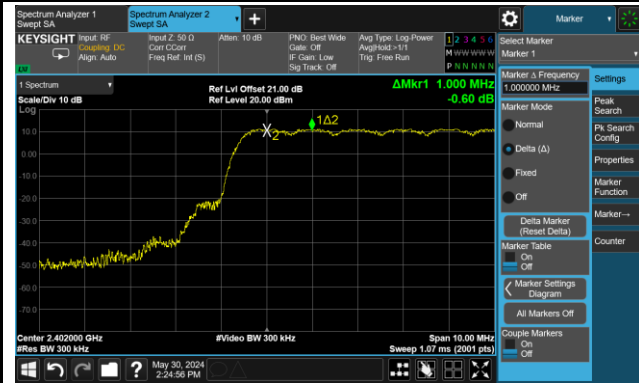 Spectrum Analyzer 1
Swept SA
Spectrum Analyzer 2
Swept SA
Marker
KEYSIGHT
Input: RF
Coupling: DC
Align: Auto
Input Z: 50 Ω
Corr CCorr
Freq Ref: Int (S)
Atten: 10 dB
PNO: Best Wide
Gate: Off
IF Gain: Low
Sig Track: Off
Avg Type: Log-Power
Avg|Hold:>1/1
Trig: Free Run
1 2 3 4 5 6
M W W W W W
P N N N N N
Select Marker
Marker 1
1 Spectrum
Scale/Div 10 dB
Log
Ref Lvl Offset 21.00 dB
Ref Level 20.00 dBm
ΔMkr1 1.000 MHz
-0.60 dB
10.0
0.00
-10.0
-20.0
-30.0
-40.0
-50.0
-60.0
-70.0
X2
1Δ2
Center 2.402000 GHz
#Res BW 300 kHz
#Video BW 300 kHz
Span 10.00 MHz
Sweep 1.07 ms (2001 pts)
Marker Δ Frequency
1.000000 MHz
Marker Mode
Normal
Delta (Δ)
Fixed
Off
Delta Marker
(Reset Delta)
Marker Table
On
Off
Marker Settings
Diagram
All Markers Off
Couple Markers
On
Off
Settings
Peak
Search
Pk Search
Config
Properties
Marker
Function
Marker→
Counter
May 30, 2024
2:24:56 PM